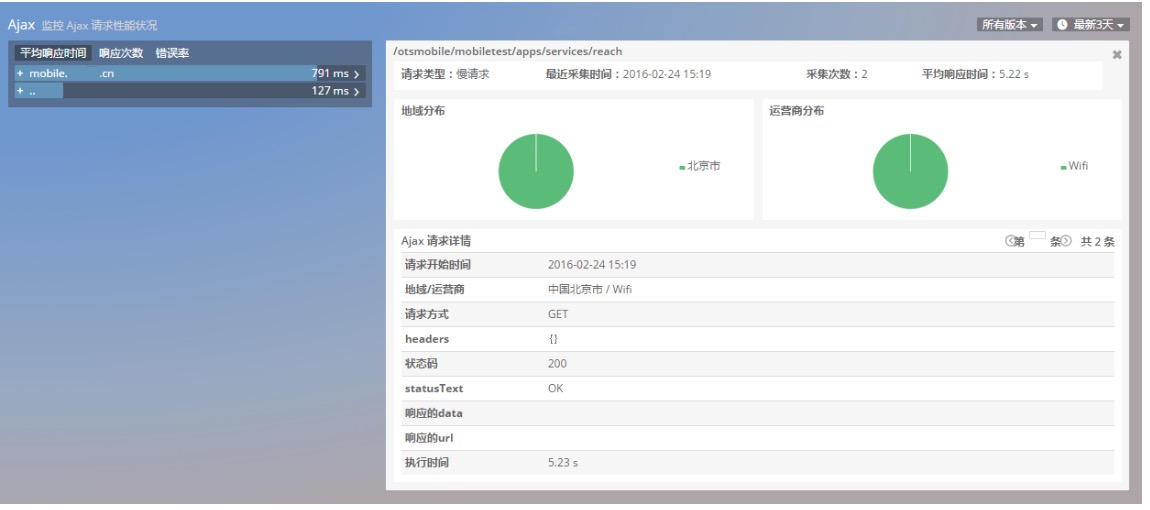 Ajax 监控 Ajax 请求性能状况
所有版本 最新3天
平均响应时间 响应次数 错误率
+ mobile. .cn 791 ms
+ .. 127 ms
/otsmobile/mobiletest/apps/services/reach
请求类型：慢请求 最近采集时间：2016-02-24 15:19 采集次数：2 平均响应时间：5.22 s
地域分布
北京市
运营商分布
Wifi
Ajax 请求详情
第 条 共 2 条
请求开始时间 2016-02-24 15:19
地域/运营商 中国北京市 / Wifi
请求方式 GET
headers {}
状态码 200
statusText OK
响应的data
响应的url
执行时间 5.23 s